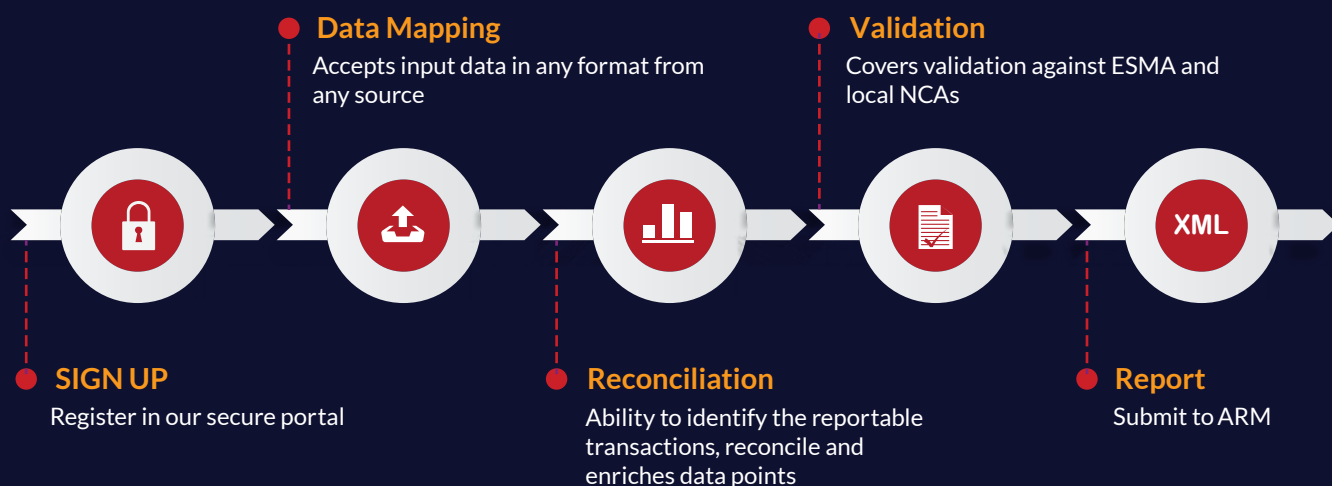 Data Mapping
Accepts input data in any format from
any source
Validation
Covers validation against ESMA and
local NCAs
XML
SIGN UP
Register in our secure portal
Reconciliation
Ability to identify the reportable
transactions, reconcile and
enriches data points
Report
Submit to ARM